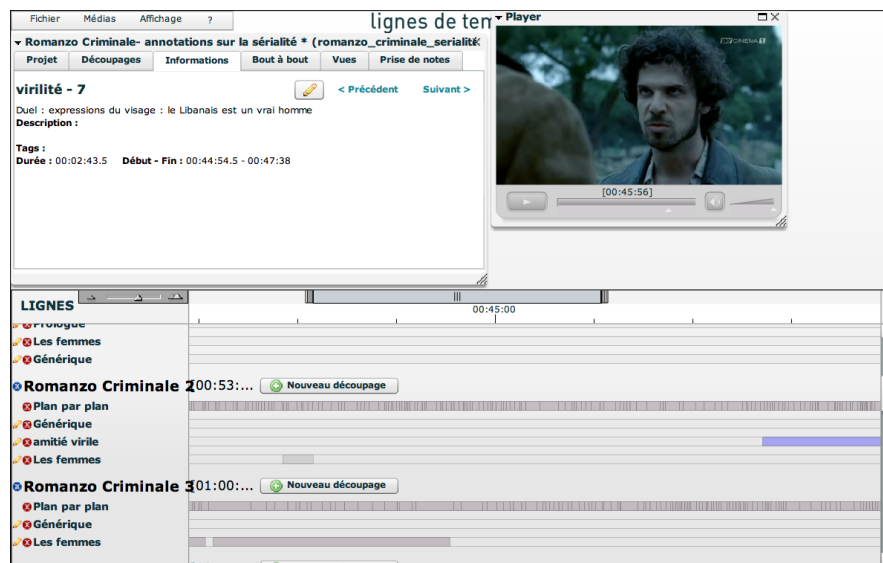 Fichier Médias Affichage ?
lignes de tem
Player
Romanzo Criminale- annotations sur la sérialité * (romanzo_criminale_serialité
Projet Découpages Informations Bout à bout Vues Prise de notes
virilité - 7
< Précédent Suivant >
Duel : expressions du visage : le Libanais est un vrai homme
Description :
Tags :
Durée : 00:02:43.5 Début - Fin : 00:44:54.5 - 00:47:38
CINEMA 1
[00:45:56]
LIGNES
00:45:00
Prologue
Les femmes
Générique
Romanzo Criminale 2 [00:53:... Nouveau découpage
Plan par plan
Générique
amitié virile
Les femmes
Romanzo Criminale 3 [01:00:... Nouveau découpage
Plan par plan
Générique
Les femmes